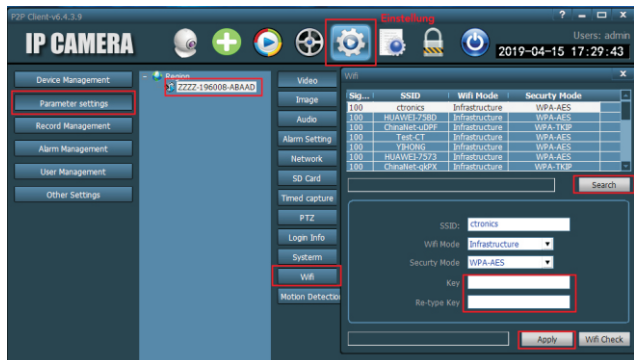 P2P Client-v6.4.3.9
Einstellung
IP CAMERA
Users: admin
2019-04-15 17:29:43
Device Management
Parameter settings
Record Management
Alarm Management
User Management
Other Settings
Region
ZZZZ-196008-ABAAD
Video
Image
Audio
Alarm Setting
Network
SD Card
Timed capture
PTZ
Login Info
Systerm
Wifi
Motion Detection
Wifi
Sig... SSID Wifi Mode Securty Mode
100 ctronics Infrastructure WPA-AES
100 HUAWEI-75BD Infrastructure WPA-AES
100 ChinaNet-uDPF Infrastructure WPA-TKIP
100 Test-CT Infrastructure WPA-AES
100 YIHONG Infrastructure WPA-AES
100 HUAWEI-7573 Infrastructure WPA-AES
100 ChinaNet-qkPX Infrastructure WPA-TKIP
Search
SSID: ctronics
Wifi Mode Infrastructure
Securty Mode WPA-AES
Key
Re-type Key
Apply Wifi Check